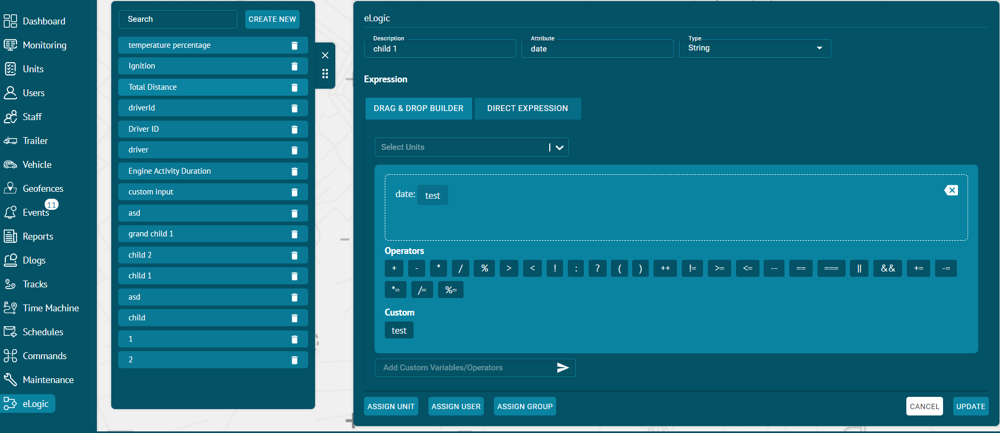 Dashboard
Monitoring
Units
Users
Staff
Trailer
Vehicle
Geofences
Events
11
Reports
Dlogs
Tracks
Time Machine
Schedules
Commands
Maintenance
eLogic
Search
CREATE NEW
temperature percentage
Ignition
Total Distance
driverId
Driver ID
driver
Engine Activity Duration
custom input
asd
grand child 1
child 2
child 1
asd
child
1
2
eLogic
Description
child 1
Attribute
date
Type
String
Expression
DRAG & DROP BUILDER
DIRECT EXPRESSION
Select Units
date: test
Operators
+ - * / % > < ! : ? ( ) ++ != >= <= -- == === || && += -=
*= /= %=
Custom
test
Add Custom Variables/Operators
ASSIGN UNIT
ASSIGN USER
ASSIGN GROUP
CANCEL
UPDATE